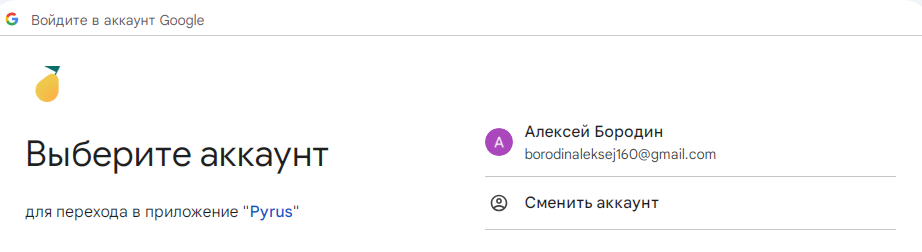 Войдите в аккаунт Google
Выберите аккаунт
для перехода в приложение "Pyrus"
А
Алексей Бородин
borodinaleksej160@gmail.com
Сменить аккаунт